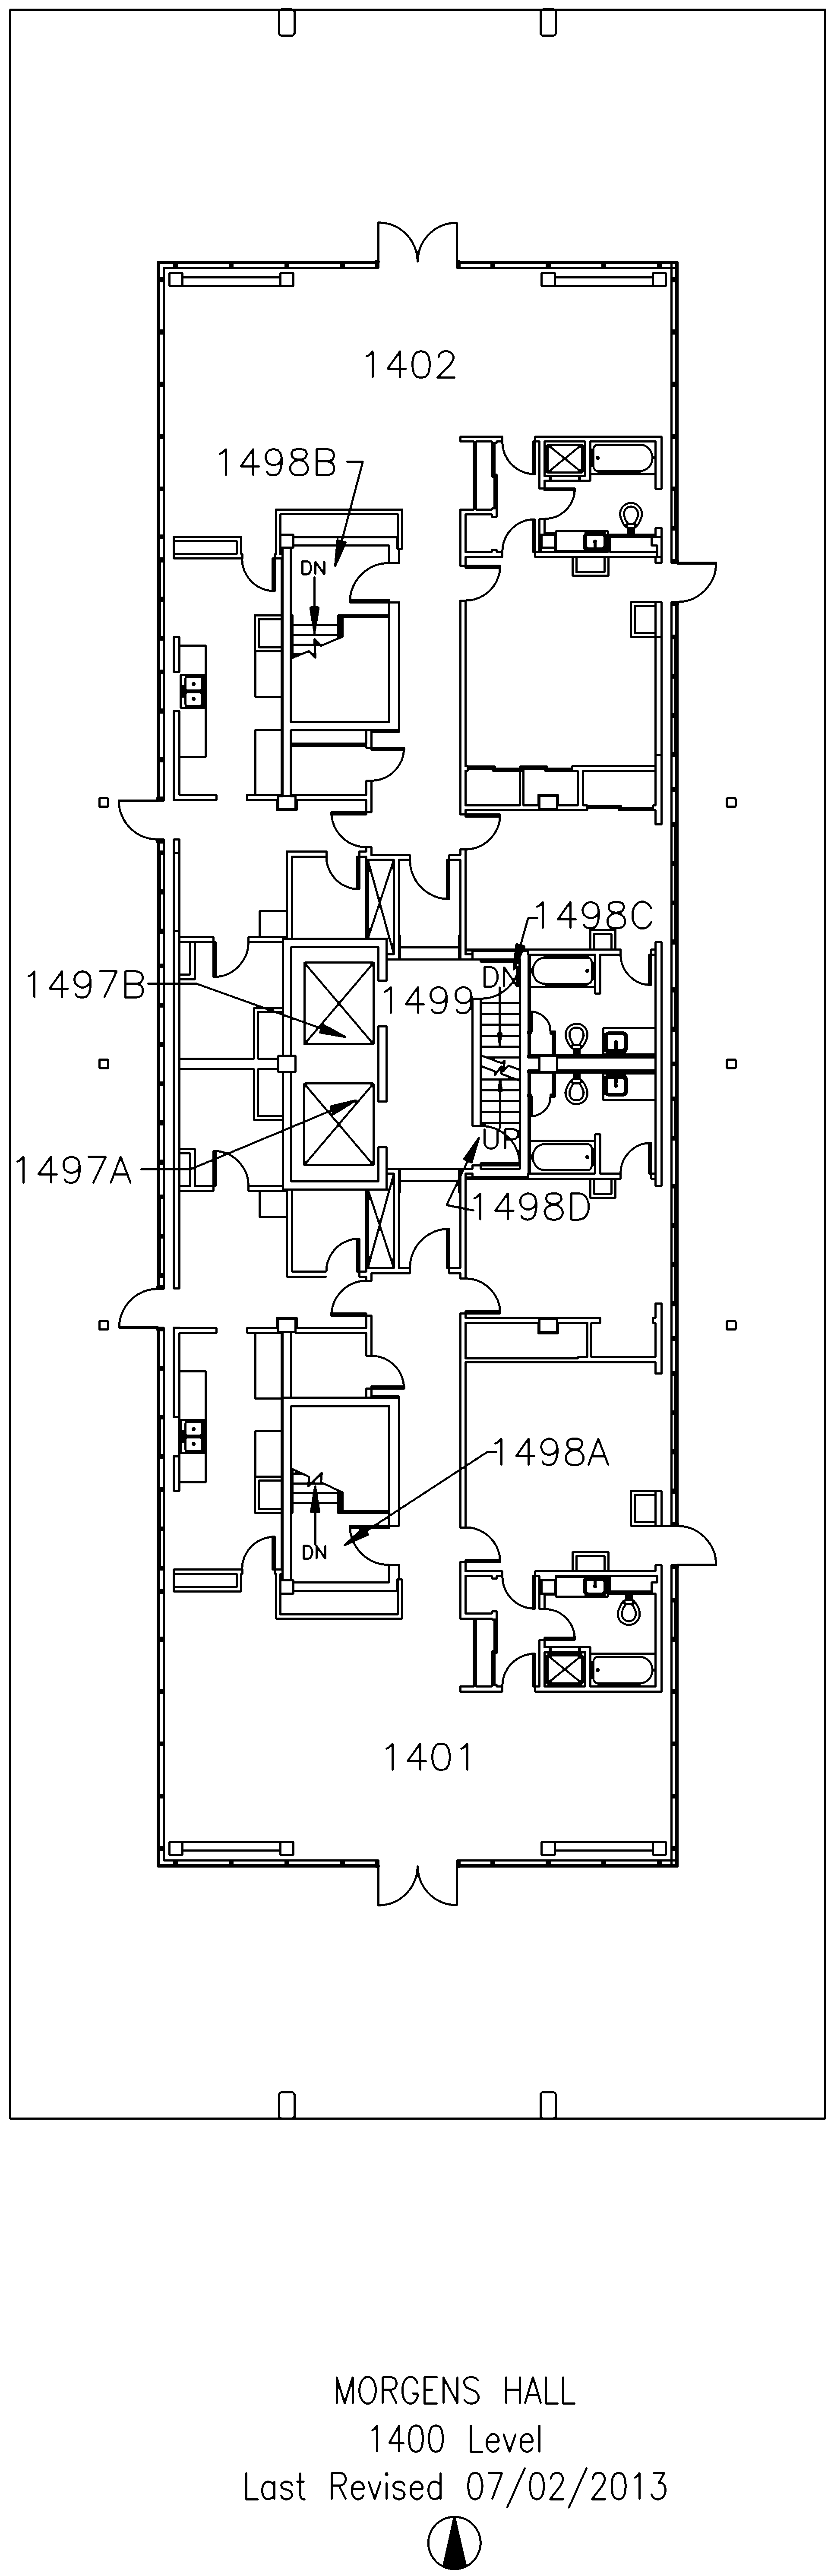 1402
1498B
DN
1498C
DN
1497B
1499
1497A
UP
1498D
1498A
DN
1401
MORGENS HALL
1400 Level
Last Revised 07/02/2013